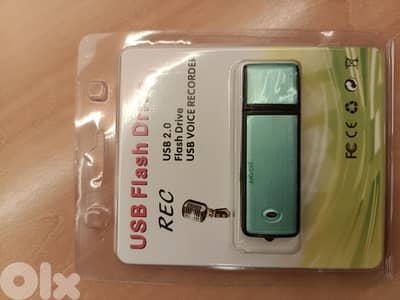 USB Flash Drive
USB 2.0
Flash Drive
USB VOICE RECORDER
REC
FC CE
olx